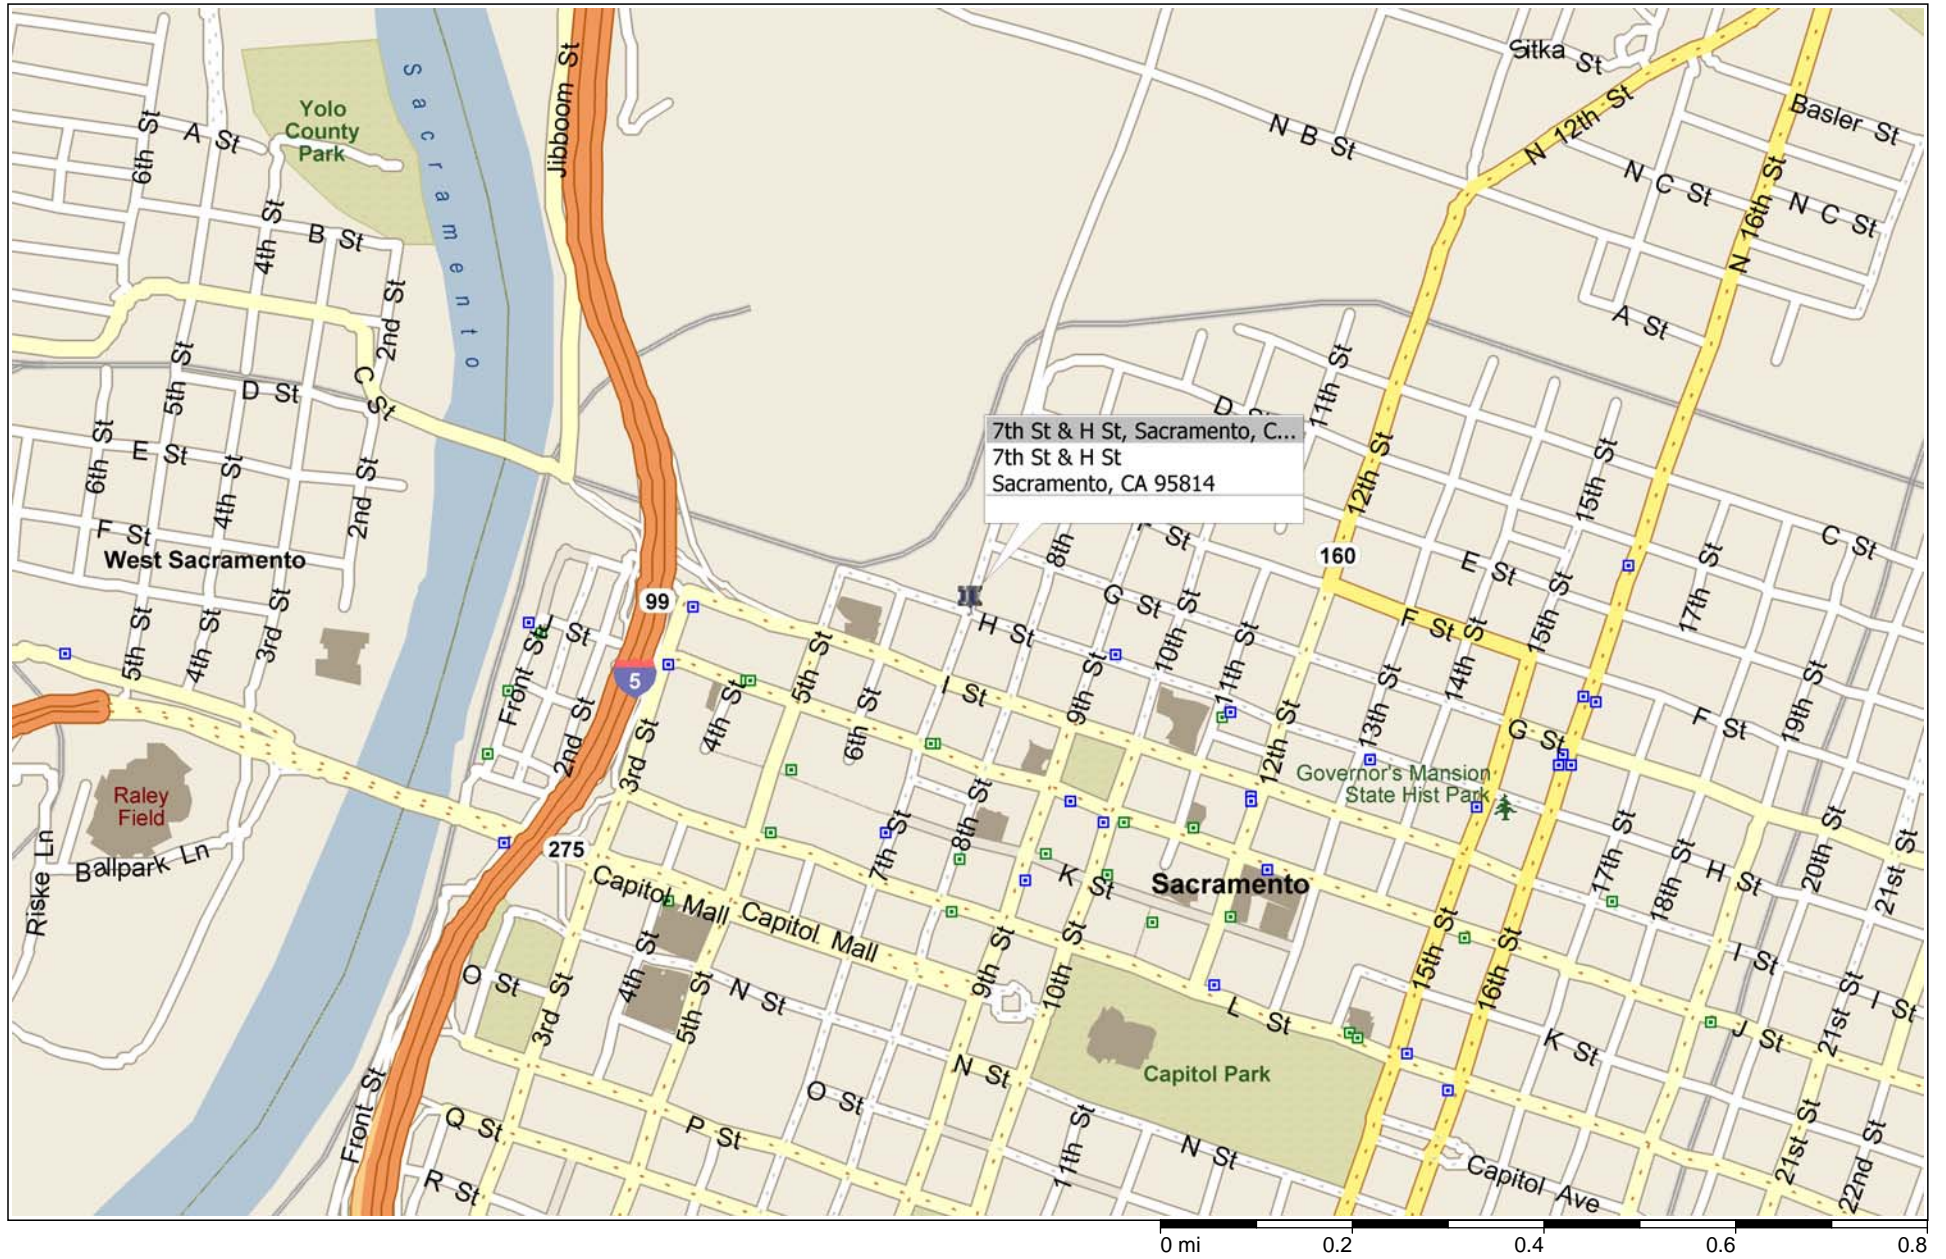 Sitka St
Basler St
N 12th St
N B St
N C St
N C St
N 16th St
N
A St
Jibboom St
Sacramento
Yolo
County
Park
6th St
A St
4th St
B St
2nd St
C St
5th St
D St
6th St
E St
4th St
2nd St
F St
West Sacramento
5th St
4th St
3rd St
7th St & H St, Sacramento, C...
7th St & H St
Sacramento, CA 95814
D St
11th St
12th St
15th St
160
8th
St
G St
10th St
E St
F St
14th St
15th St
17th St
C St
99
J St
Front St
5
2nd St
3rd St
4th St
5th St
6th St
H St
I St
9th St
11th St
12th St
13th St
G St
F St
19th St
Governor's Mansion
State Hist Park
Raley
Field
Riske Ln
Ballpark Ln
275
Capitol Mall
Capitol Mall
7th St
8th St
K St
Sacramento
17th St
18th St
H St
20th St
21st St
O St
3rd St
4th St
5th St
N St
9th St
10th St
L St
15th St
16th St
I St
I St
K St
J St
21st St
Capitol Park
N St
O St
Front St
Q St
P St
R St
11th St
N St
Capitol Ave
21st St
22nd St
0 mi 0.2 0.4 0.6 0.8